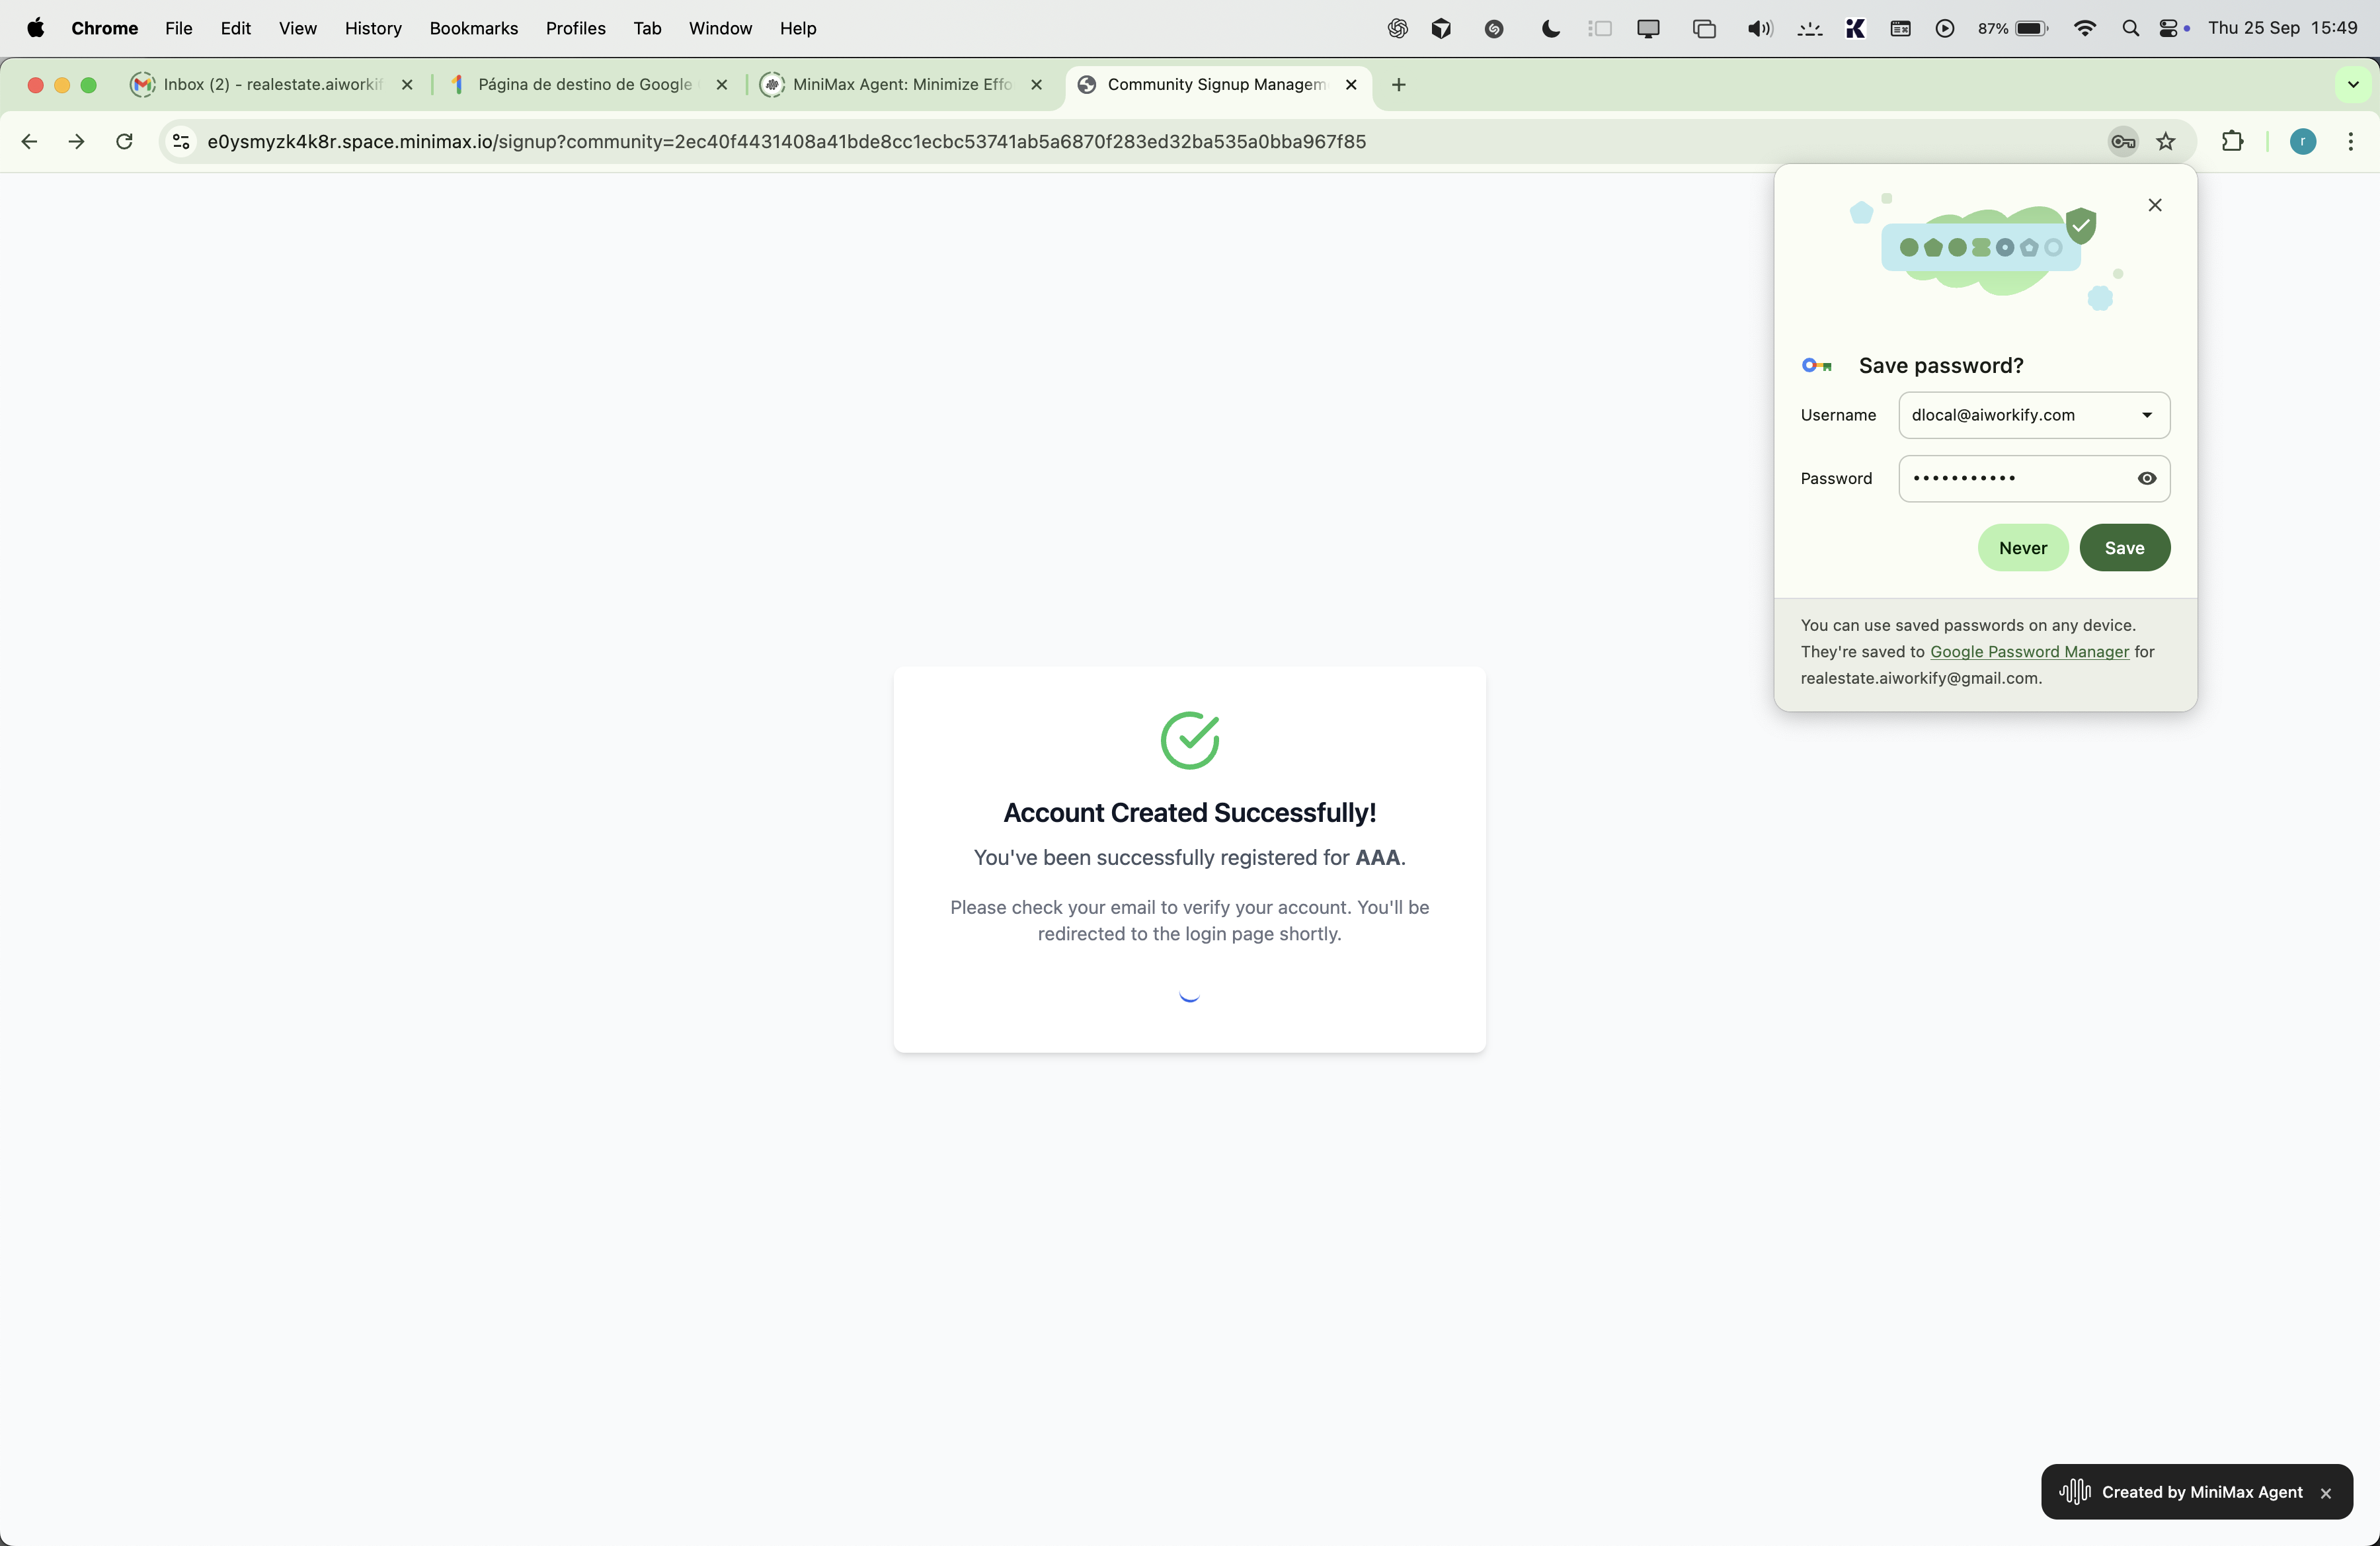 Chrome File Edit View History Bookmarks Profiles Tab Window Help 87% Thu 25 Sep 15:49
Inbox (2) - realestate.aiworkif Página de destino de Google MiniMax Agent: Minimize Effo Community Signup Managem
e0ysmyzk4k8r.space.minimax.io/signup?community=2ec40f4431408a41bde8cc1ecbc53741ab5a6870f283ed32ba535a0bba967f85 r
Save password?
Username dlocal@aiworkify.com
Password
Never Save
You can use saved passwords on any device.
They're saved to Google Password Manager for
realestate.aiworkify@gmail.com.
Account Created Successfully!
You've been successfully registered for AAA.
Please check your email to verify your account. You'll be
redirected to the login page shortly.
Created by MiniMax Agent